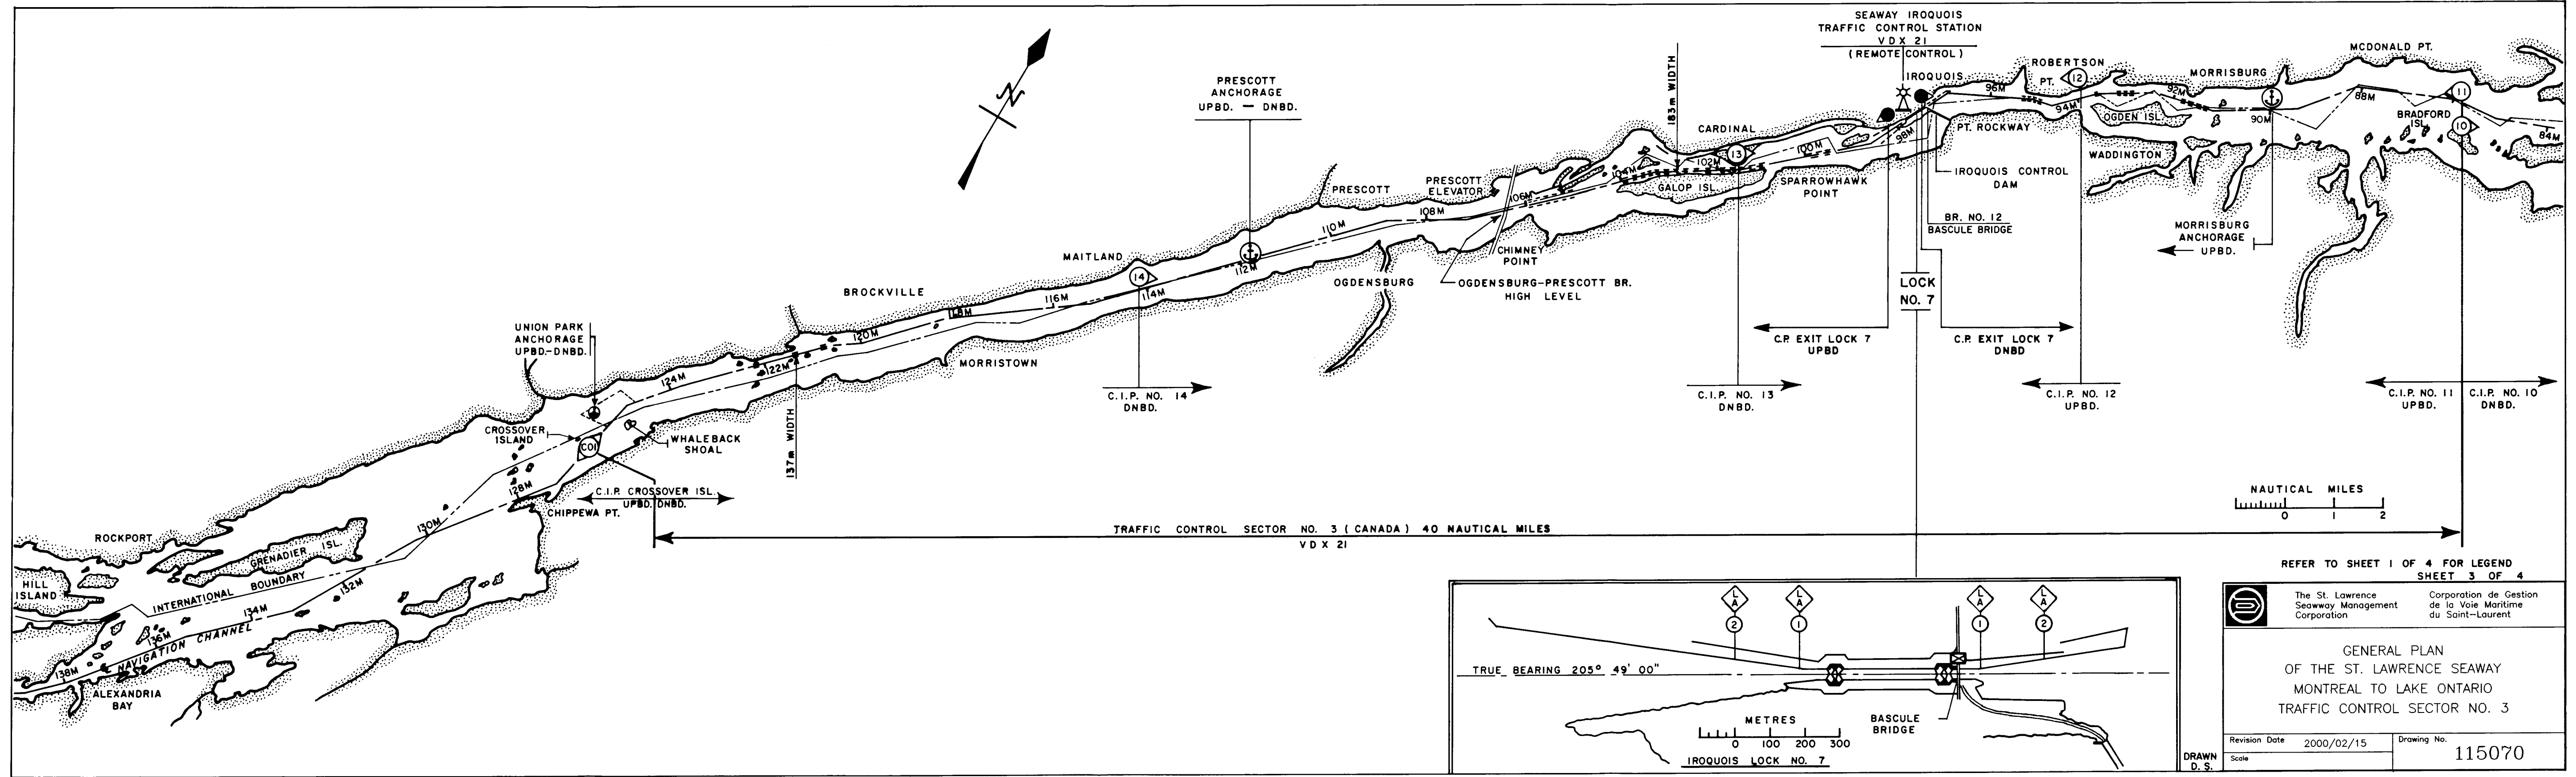 SEAWAY IROQUOIS
TRAFFIC CONTROL STATION
VDX 21
(REMOTE CONTROL)
PRESCOTT
ANCHORAGE
UPBD. — DNBD.
N
183m WIDTH
IROQUOIS
ROBERTSON
PT.
12
MORRISBURG
MCDONALD PT.
96M
94M
92M
90M
88M
84M
11
10
BRADFORD
ISL.
OGDEN ISL.
PT. ROCKWAY
WADDINGTON
IROQUOIS CONTROL
DAM
BR. NO. 12
BASCULE BRIDGE
MORRISBURG
ANCHORAGE
UPBD.
CARDINAL
13
98M
100M
102M
104M
GALOP ISL.
SPARROWHAWK
POINT
PRESCOTT
PRESCOTT
ELEVATOR
106M
108M
110M
112M
CHIMNEY
POINT
OGDENSBURG
OGDENSBURG-PRESCOTT BR.
HIGH LEVEL
MAITLAND
14
114M
116M
118M
BROCKVILLE
120M
122M
124M
MORRISTOWN
UNION PARK
ANCHORAGE
UPBD.-DNBD.
CROSSOVER
ISLAND
COI
WHALEBACK
SHOAL
137m WIDTH
LOCK
NO. 7
C.P. EXIT LOCK 7
UPBD
C.P. EXIT LOCK 7
DNBD
C.I.P. NO. 14
DNBD.
C.I.P. NO. 13
DNBD.
C.I.P. NO. 12
UPBD.
C.I.P. NO. 11
UPBD.
C.I.P. NO. 10
DNBD.
C.I.P. CROSSOVER ISL.
UPBD. DNBD.
128M
CHIPPEWA PT.
130M
132M
134M
136M
138M
ROCKPORT
GRENADIER ISL.
HILL
ISLAND
INTERNATIONAL BOUNDARY
NAVIGATION CHANNEL
ALEXANDRIA
BAY
TRAFFIC CONTROL SECTOR NO. 3 (CANADA) 40 NAUTICAL MILES
VDX 21
NAUTICAL MILES
0 1 2
REFER TO SHEET 1 OF 4 FOR LEGEND
SHEET 3 OF 4
L
A
2
L
A
1
L
A
1
L
A
2
TRUE BEARING 205° 49' 00"
METRES
0 100 200 300
BASCULE
BRIDGE
IROQUOIS LOCK NO. 7
DRAWN
D. S.
The St. Lawrence
Seawway Management
Corporation
Corporation de Gestion
de la Voie Maritime
du Saint-Laurent
GENERAL PLAN
OF THE ST. LAWRENCE SEAWAY
MONTREAL TO LAKE ONTARIO
TRAFFIC CONTROL SECTOR NO. 3
Revision Date 2000/02/15
Scale
Drawing No.
115070